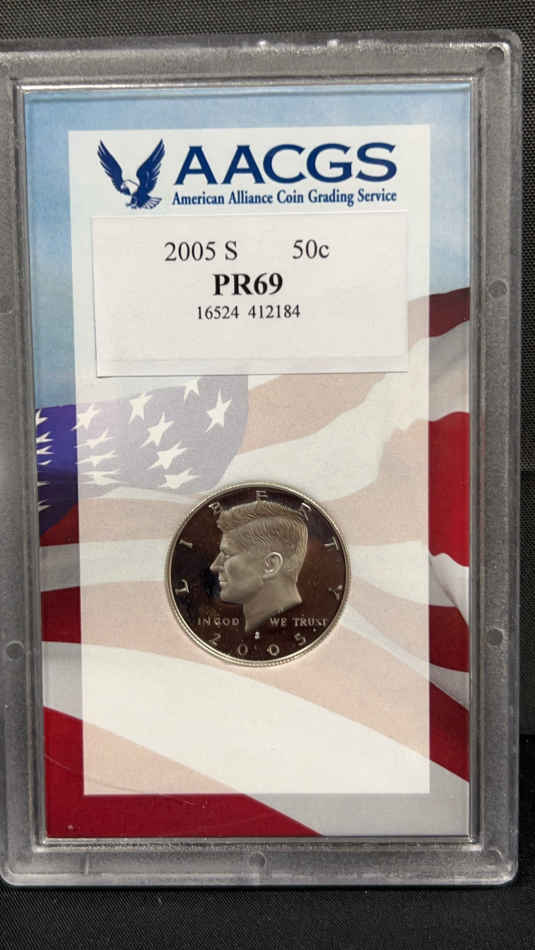 AACGS
American Alliance Coin Grading Service
2005 S 50c
PR69
16524 412184
LIBERTY
IN GOD WE TRUST
S
2005